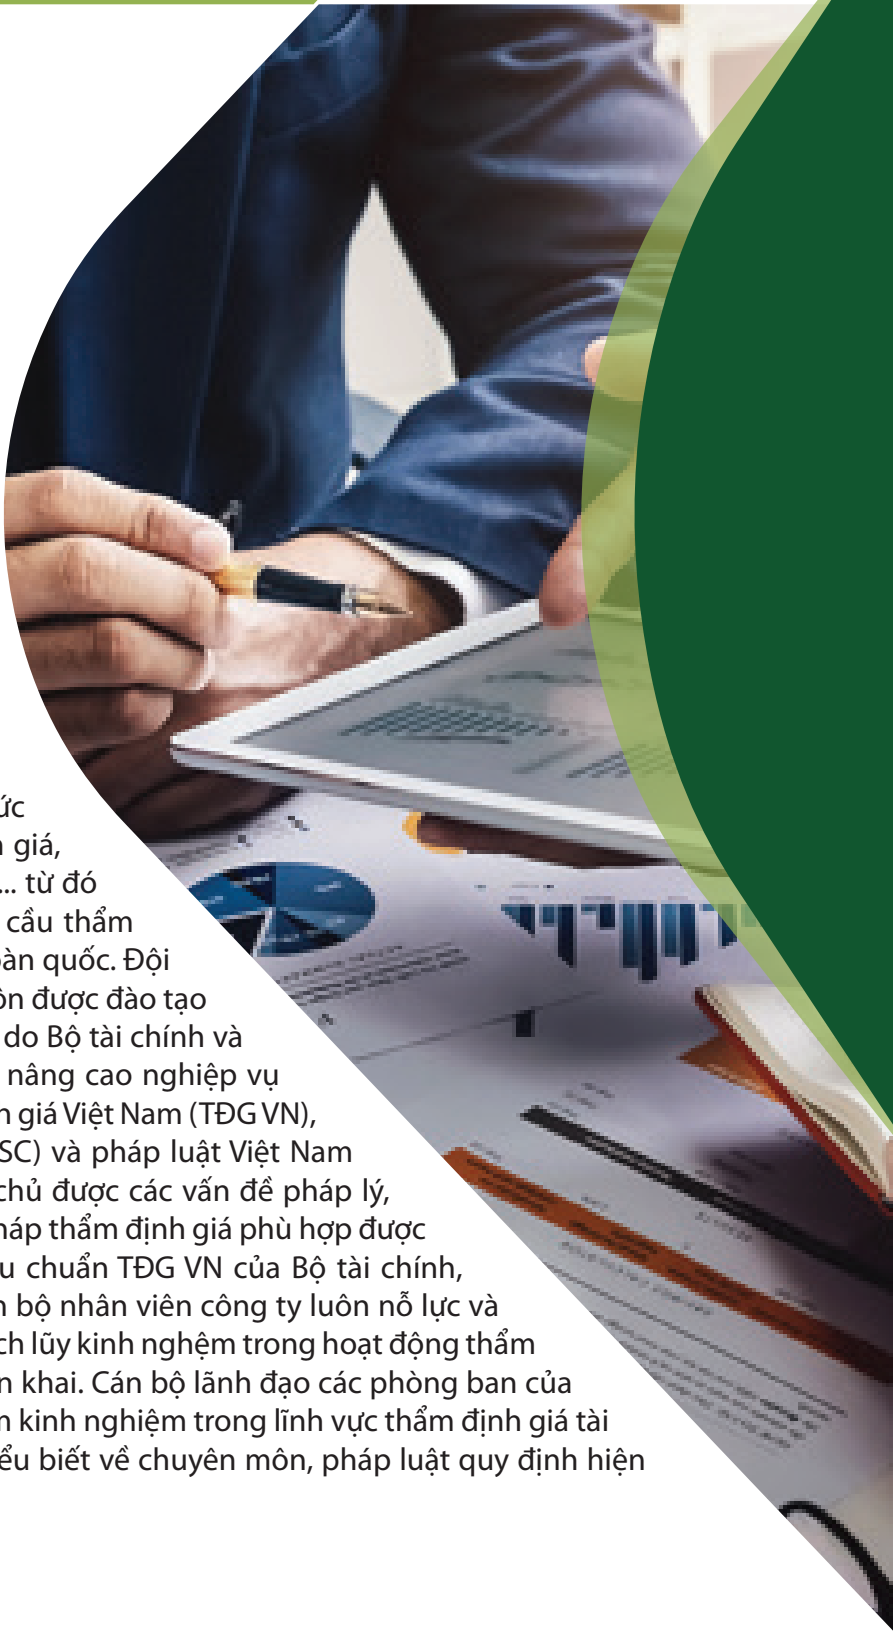 ức
n giá,
... từ đó
cầu thẩm
oàn quốc. Đội
ôn được đào tạo
do Bộ tài chính và
nâng cao nghiệp vụ
h giá Việt Nam (TĐG VN),
SC) và pháp luật Việt Nam
chủ được các vấn đề pháp lý,
háp thẩm định giá phù hợp được
u chuẩn TĐG VN của Bộ tài chính,
n bộ nhân viên công ty luôn nỗ lực và
ch lũy kinh nghệm trong hoạt động thẩm
n khai. Cán bộ lãnh đạo các phòng ban của
m kinh nghiệm trong lĩnh vực thẩm định giá tài
ểu biết về chuyên môn, pháp luật quy định hiện